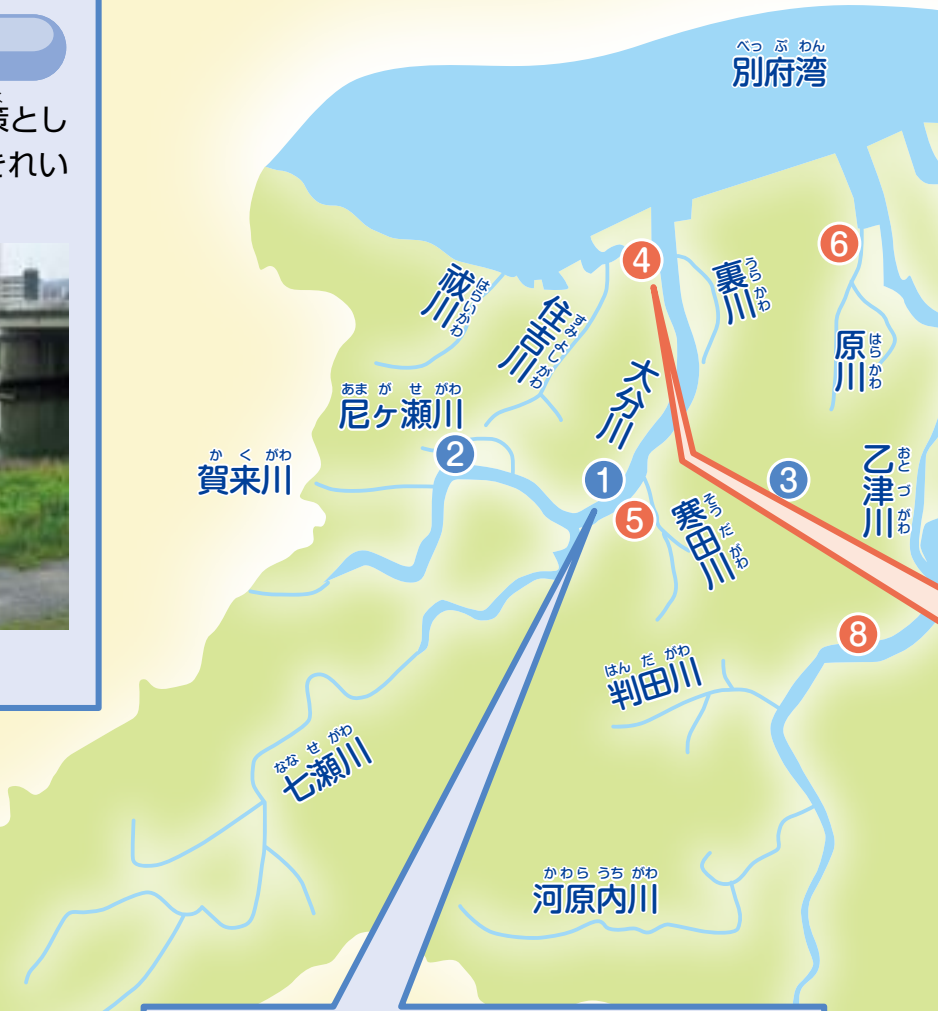 策とし
きれい
べっ ぷ わん
別府湾
6
4
うら かわ
裏川
はらいかわ
祓川
すみ よし がわ
住吉川
はら かわ
原川
大分川
あま が せ がわ
尼ヶ瀬川
2
か く がわ
賀来川
1
3
おと づ がわ
乙津川
5
そう だ がわ
寒田川
8
はん だ がわ
判田川
なな せ がわ
七瀬川
かわら うち がわ
河原内川